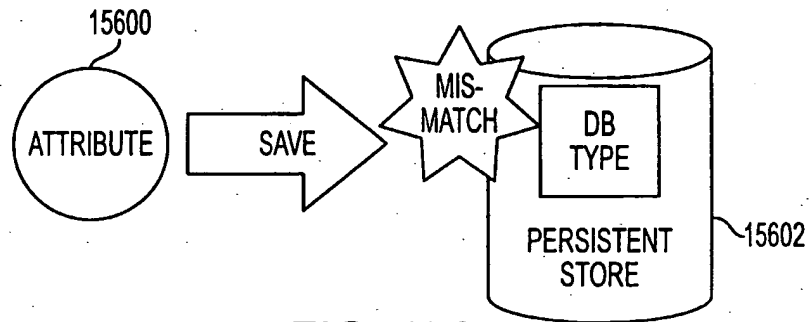 15600
ATTRIBUTE
SAVE
MIS-
MATCH
DB
TYPE
PERSISTENT
STORE
15602